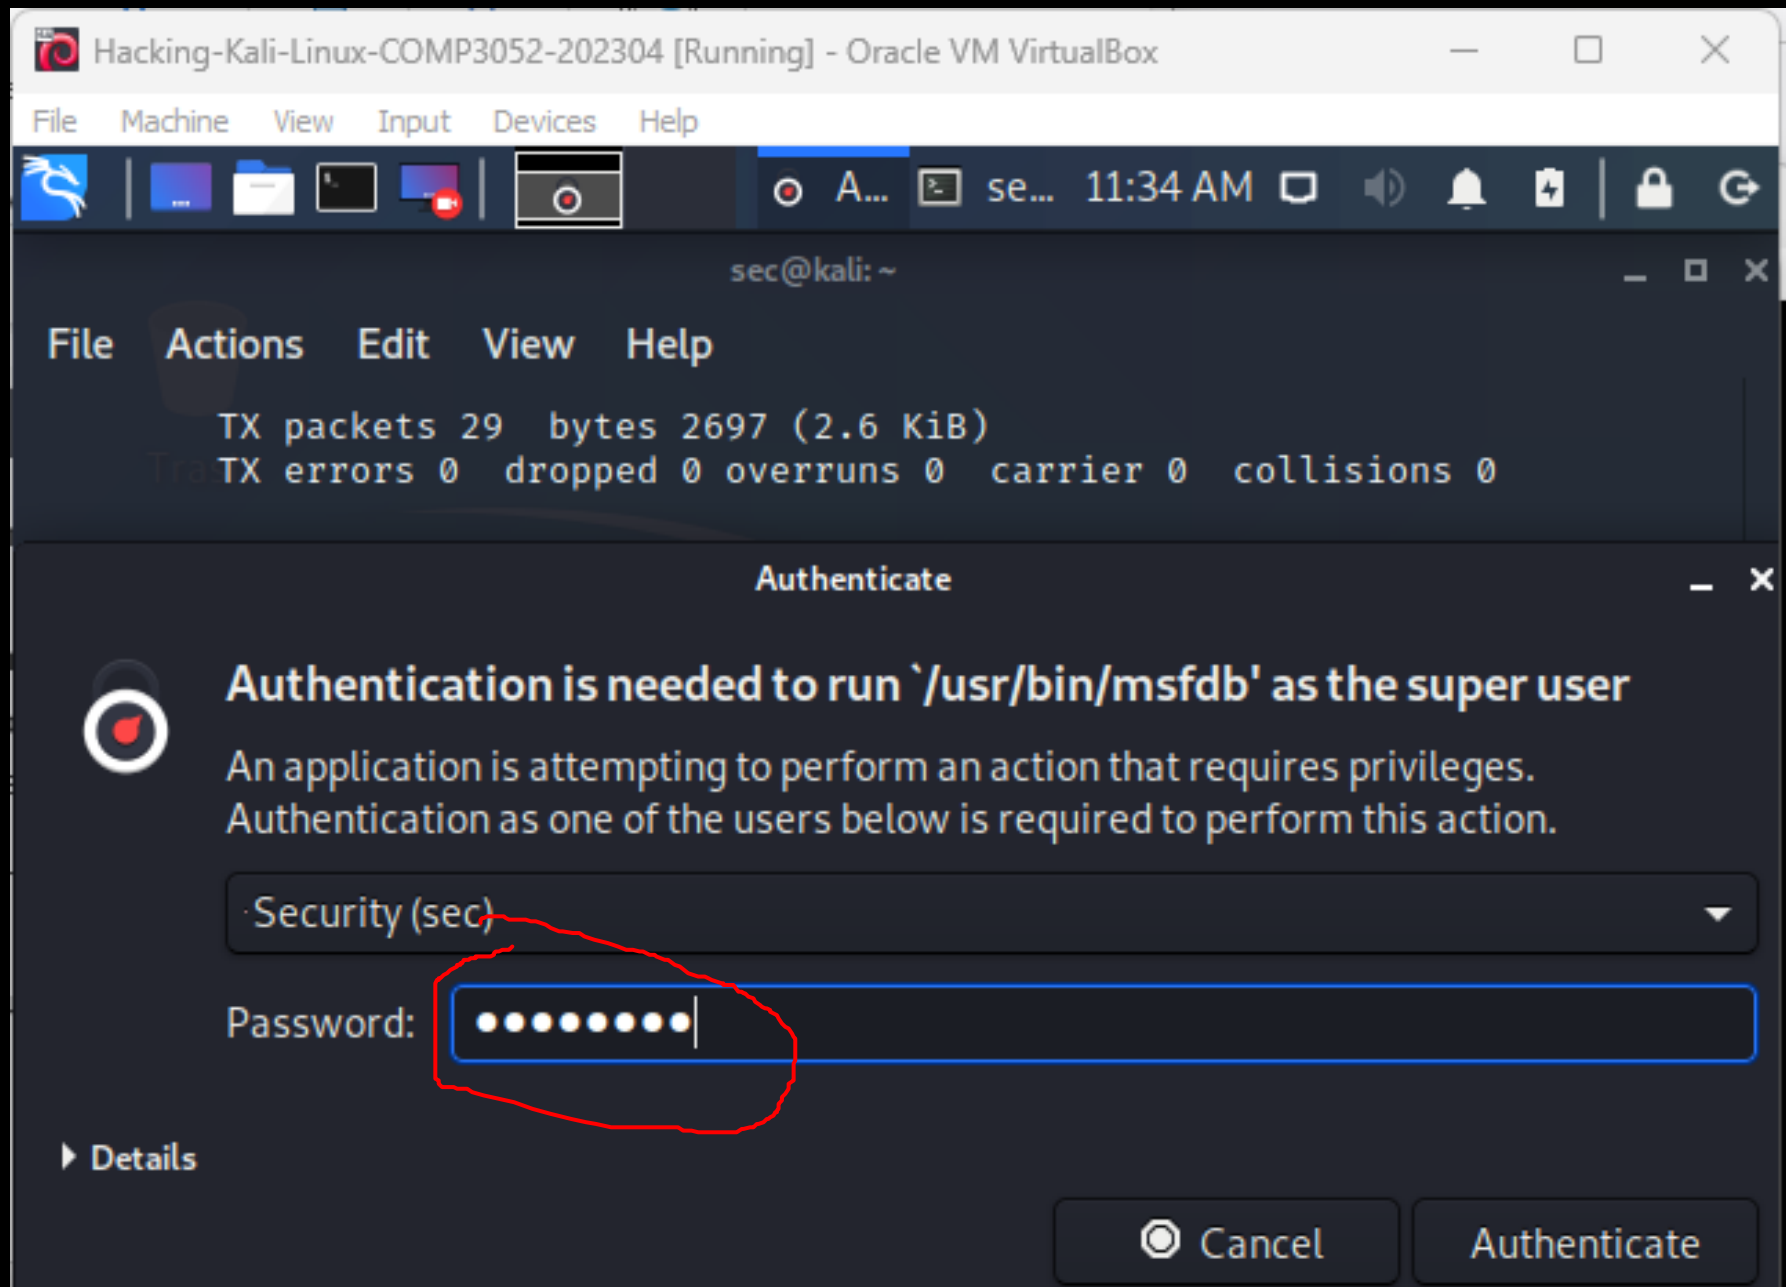 Hacking-Kali-Linux-COMP3052-202304 [Running] - Oracle VM VirtualBox
File Machine View Input Devices Help
A... se... 11:34 AM
sec@kali: ~
File Actions Edit View Help
TX packets 29 bytes 2697 (2.6 KiB)
TX errors 0 dropped 0 overruns 0 carrier 0 collisions 0
Authenticate
Authentication is needed to run `/usr/bin/msfdb' as the super user
An application is attempting to perform an action that requires privileges.
Authentication as one of the users below is required to perform this action.
Security (sec)
Password: ••••••••
Details
Cancel Authenticate